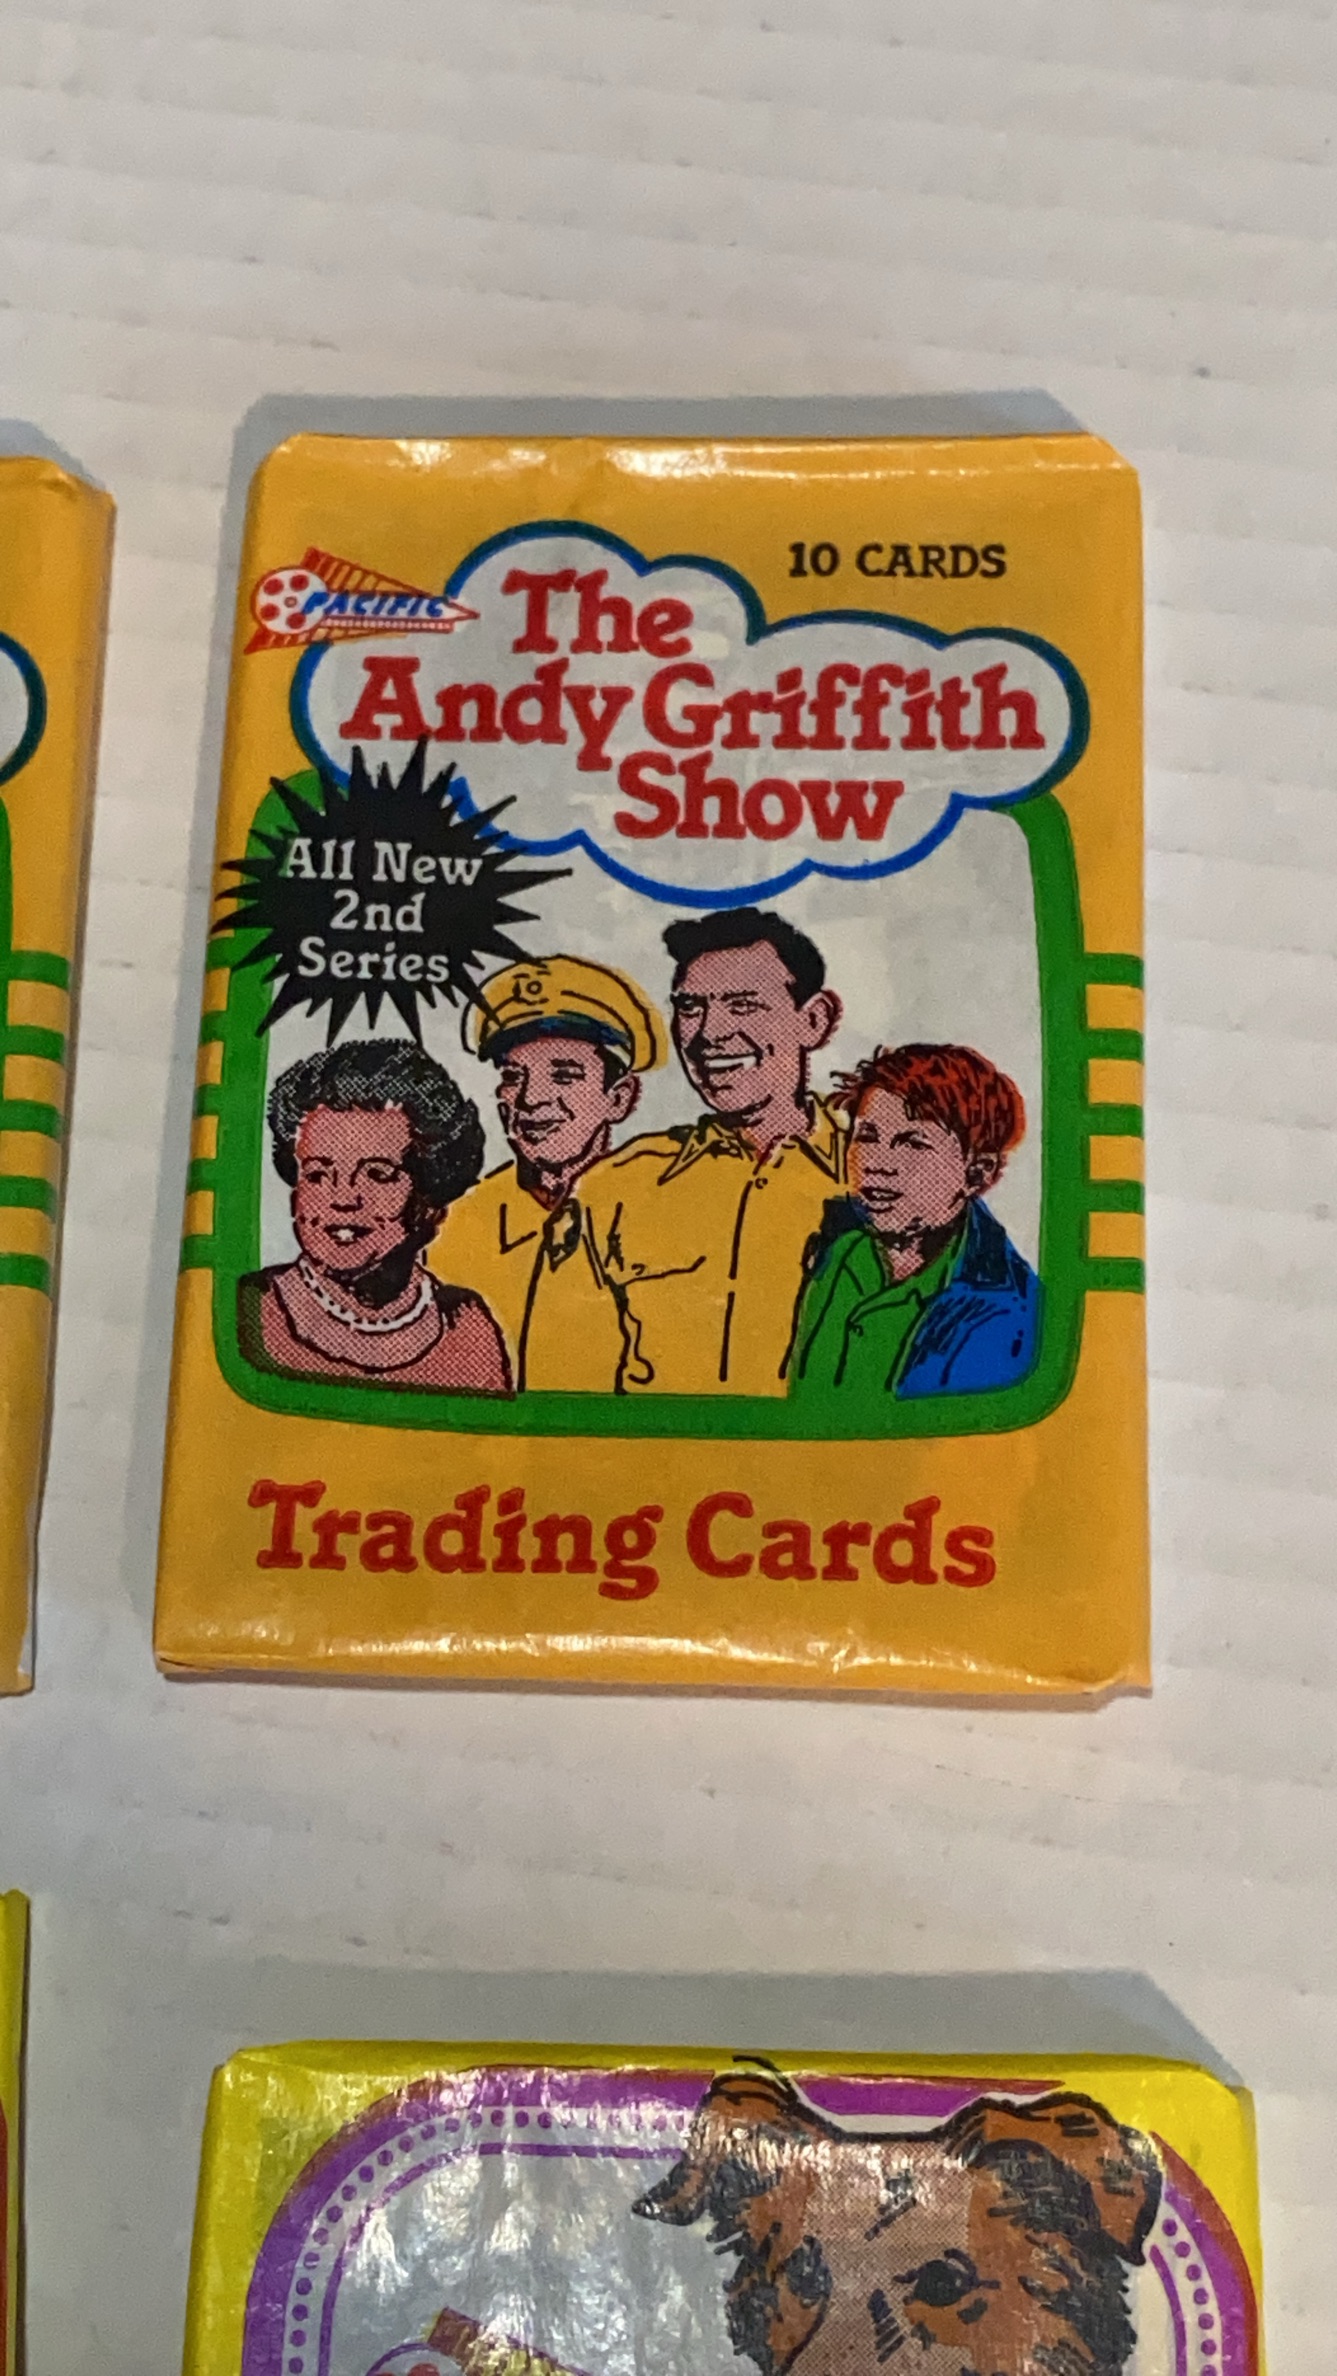 10 CARDS
PACIFIC
The
Andy Griffith
Show
All New
2nd
Series
Trading Cards